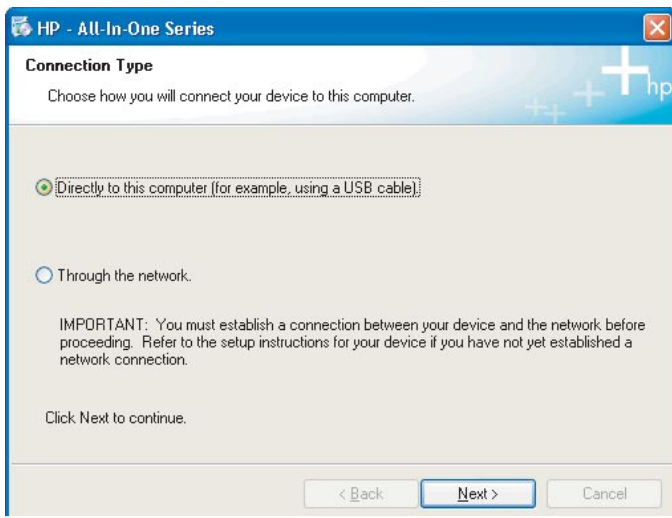 HP - All-In-One Series
Connection Type
Choose how you will connect your device to this computer.
hp
Directly to this computer (for example, using a USB cable).
Through the network.
IMPORTANT: You must establish a connection between your device and the network before
proceeding. Refer to the setup instructions for your device if you have not yet established a
network connection.
Click Next to continue.
< Back
Next >
Cancel